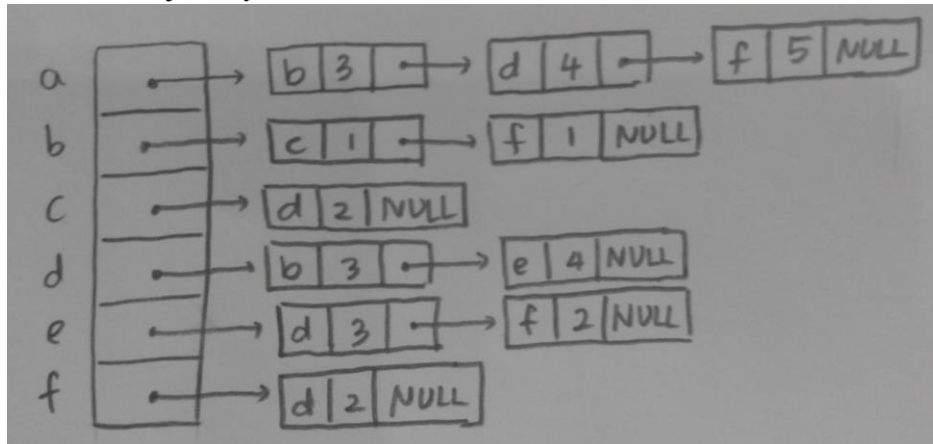 a b 3 d 4 f 5 NULL
b c 1 f 1 NULL
c d 2 NULL
d b 3 e 4 NULL
e d 3 f 2 NULL
f d 2 NULL